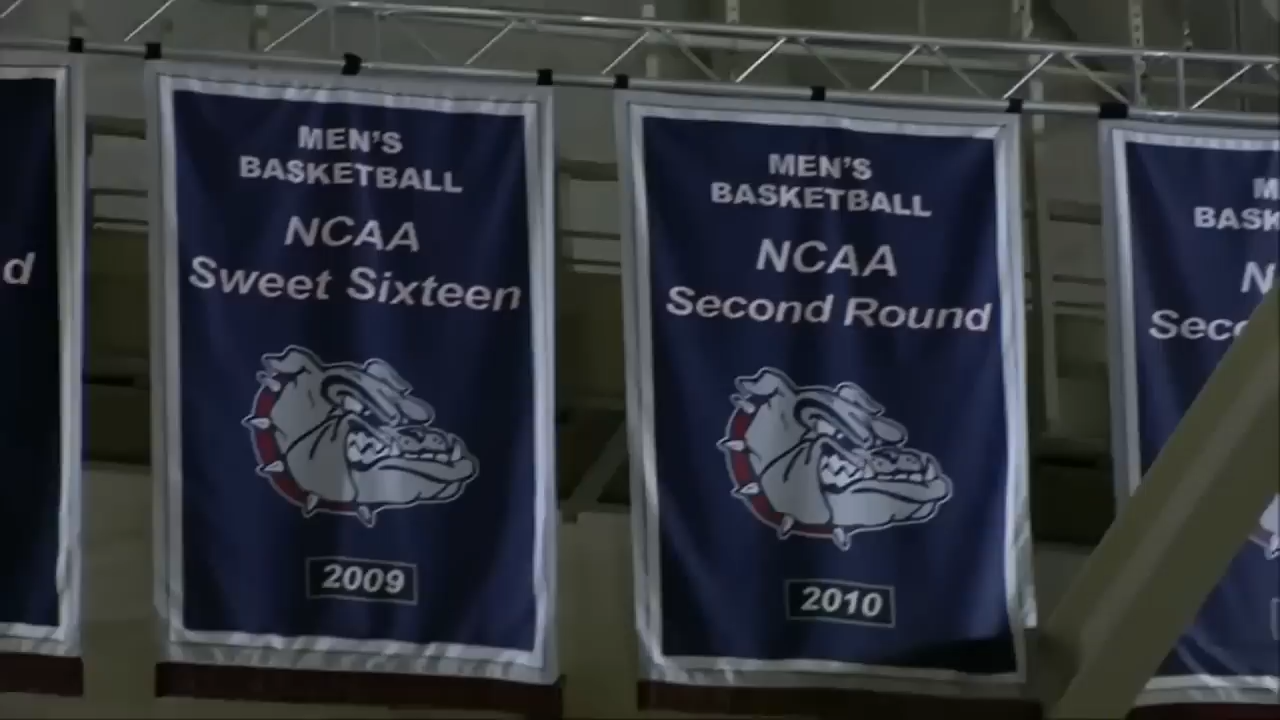 d
MEN'S
BASKETBALL
NCAA
Sweet Sixteen
2009
MEN'S
BASKETBALL
NCAA
Second Round
2010